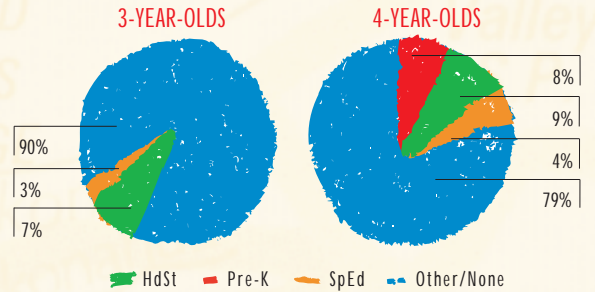 3-YEAR-OLDS
4-YEAR-OLDS
90%
3%
7%
8%
9%
4%
79%
HdSt Pre-K SpEd Other/None